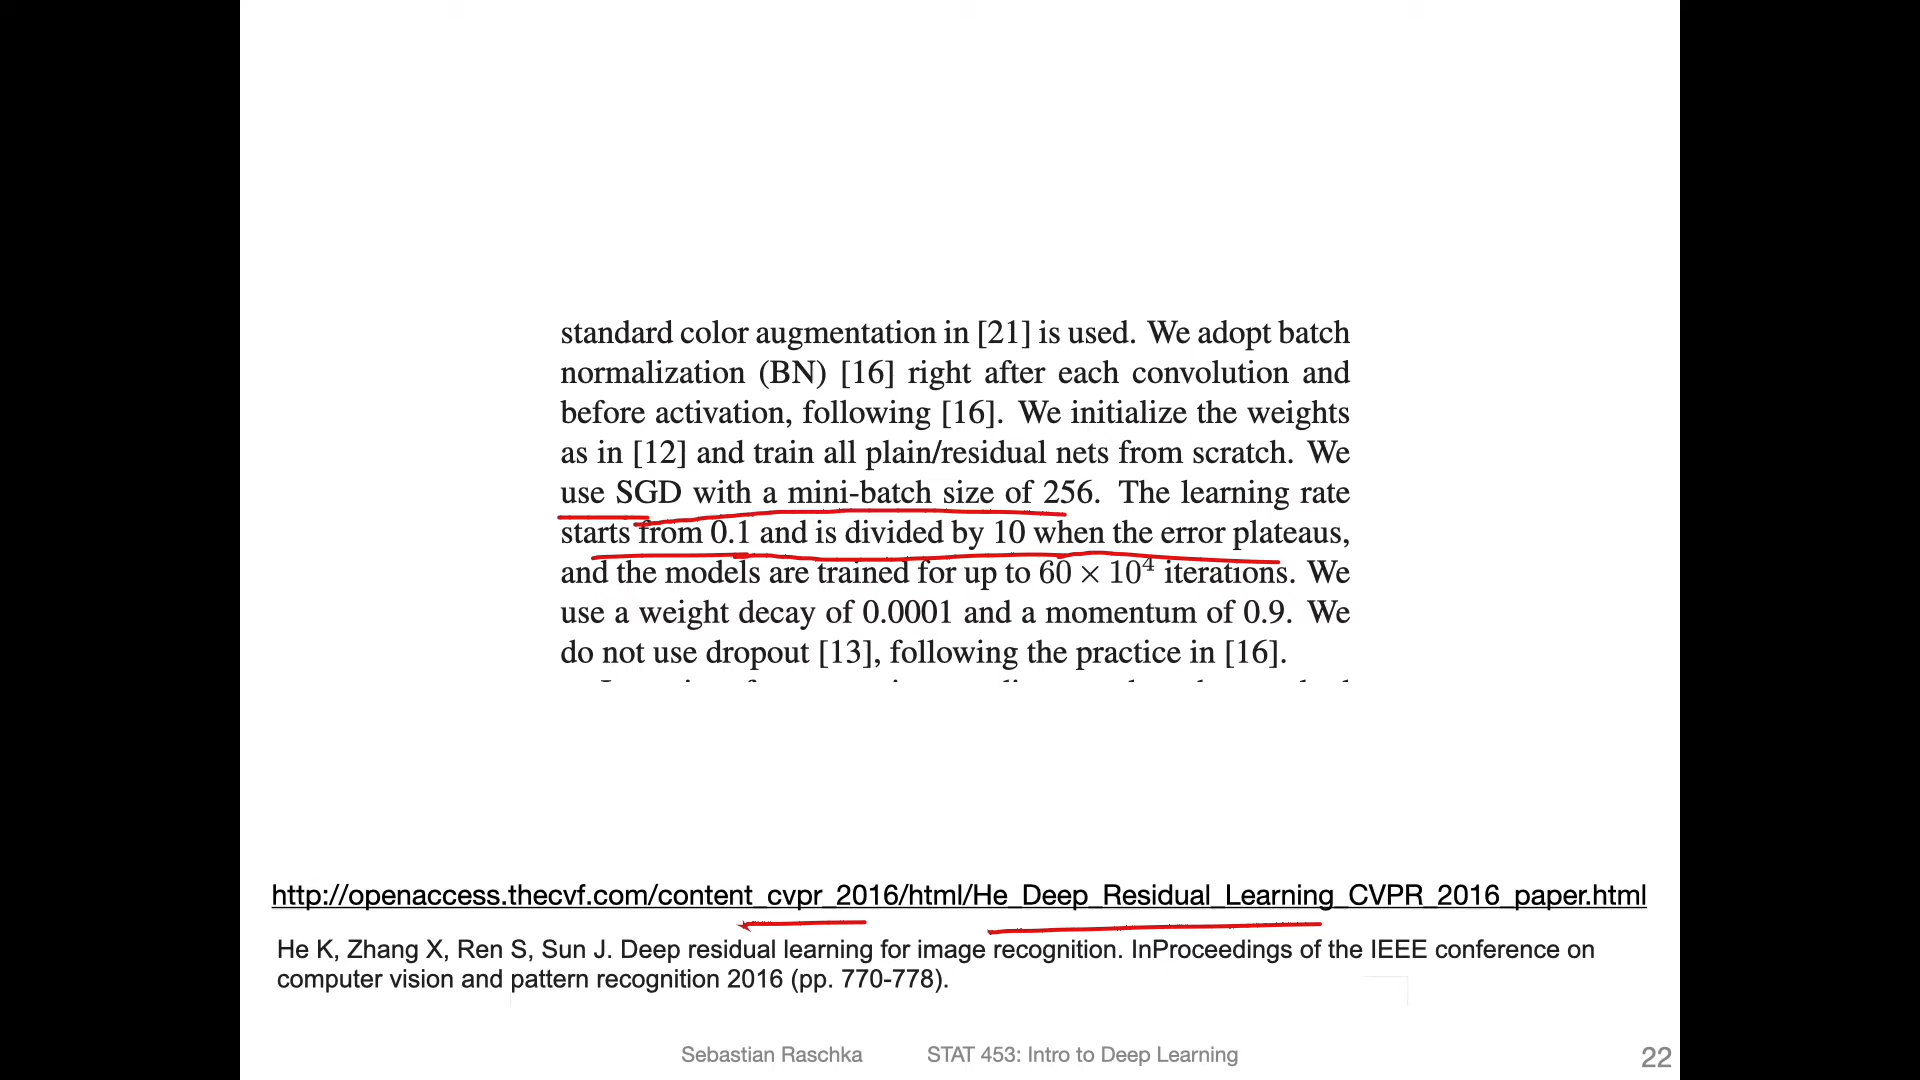 standard color augmentation in [21] is used. We adopt batch
normalization (BN) [16] right after each convolution and
before activation, following [16]. We initialize the weights
as in [12] and train all plain/residual nets from scratch. We
use SGD with a mini-batch size of 256. The learning rate
starts from 0.1 and is divided by 10 when the error plateaus,
and the models are trained for up to 60 × 10⁴ iterations. We
use a weight decay of 0.0001 and a momentum of 0.9. We
do not use dropout [13], following the practice in [16].
http://openaccess.thecvf.com/content_cvpr_2016/html/He_Deep_Residual_Learning_CVPR_2016_paper.html
He K, Zhang X, Ren S, Sun J. Deep residual learning for image recognition. InProceedings of the IEEE conference on
computer vision and pattern recognition 2016 (pp. 770-778).
Sebastian Raschka STAT 453: Intro to Deep Learning 22